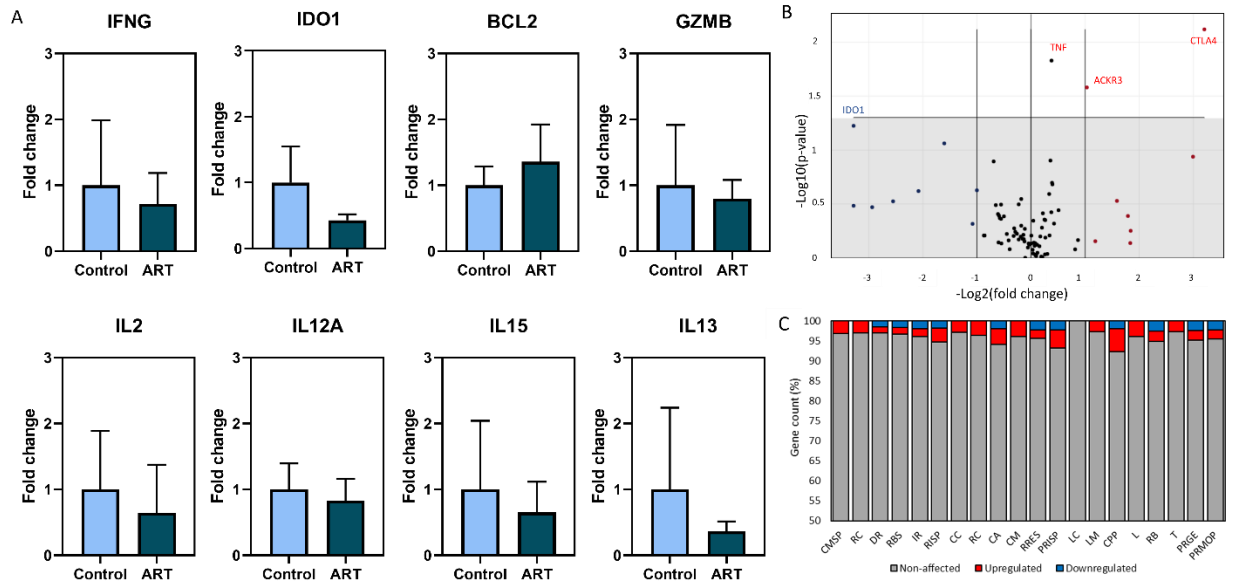 A
IFNG
IDO1
BCL2
GZMB
3
2
1
0
Fold change
Control
ART
3
2
1
0
Fold change
Control
ART
3
2
1
0
Fold change
Control
ART
3
2
1
0
Fold change
Control
ART
IL2
IL12A
IL15
IL13
3
2
1
0
Fold change
Control
ART
3
2
1
0
Fold change
Control
ART
3
2
1
0
Fold change
Control
ART
3
2
1
0
Fold change
Control
ART
B
TNF
CTLA4
ACKR3
IDO1
2
1.5
1
0.5
0
-Log10(p-value)
-3 -2 -1 0 1 2 3
-Log2(fold change)
C
100
95
90
85
80
75
70
65
60
55
50
Gene count (%)
CMSP RC DR RBS IR RISP CC RC CA CM RRES PRISP LC LM CPP L RB T PRGE PRMOP
Non-affected Upregulated Downregulated